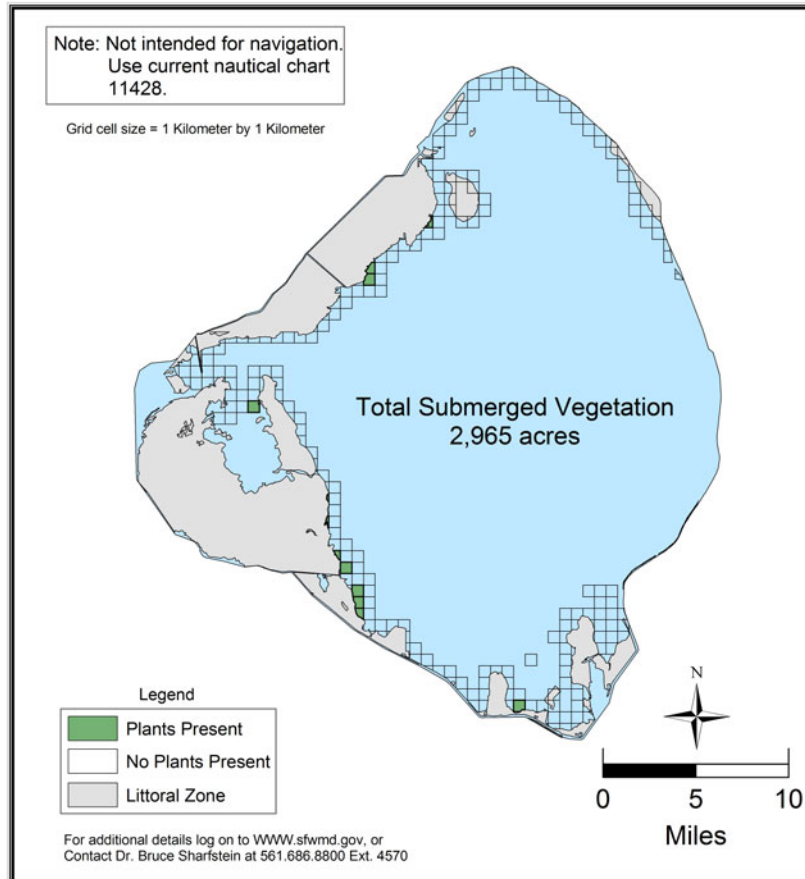 Note: Not intended for navigation.
Use current nautical chart
11428.
Grid cell size = 1 Kilometer by 1 Kilometer
Total Submerged Vegetation
2,965 acres
N
Legend
Plants Present
No Plants Present
Littoral Zone
0 5 10
Miles
For additional details log on to WWW.sfwmd.gov, or
Contact Dr. Bruce Sharfstein at 561.686.8800 Ext. 4570